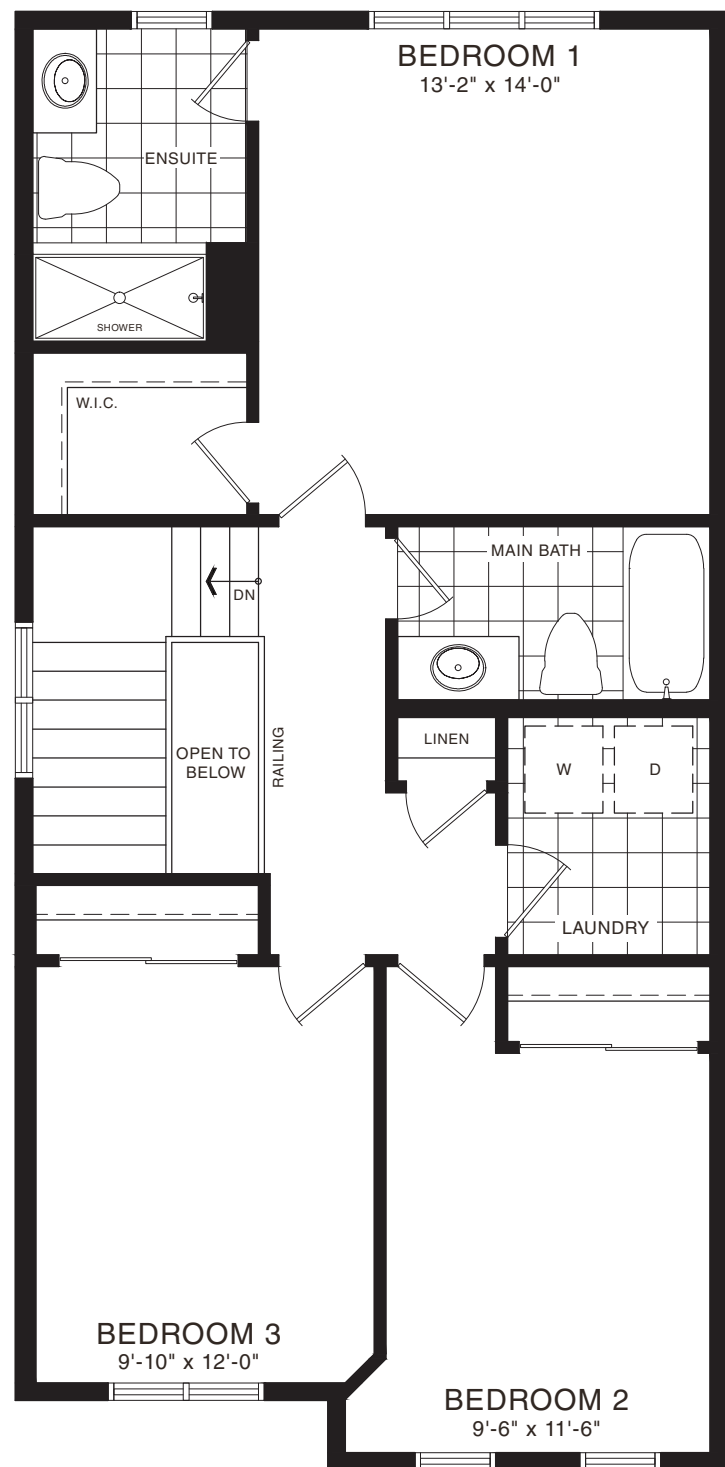 BEDROOM 1
13'-2" x 14'-0"
ENSUITE
SHOWER
W.I.C.
MAIN BATH
DN
LINEN
OPEN TO
BELOW
RAILING
W
D
LAUNDRY
BEDROOM 3
9'-10" x 12'-0"
BEDROOM 2
9'-6" x 11'-6"